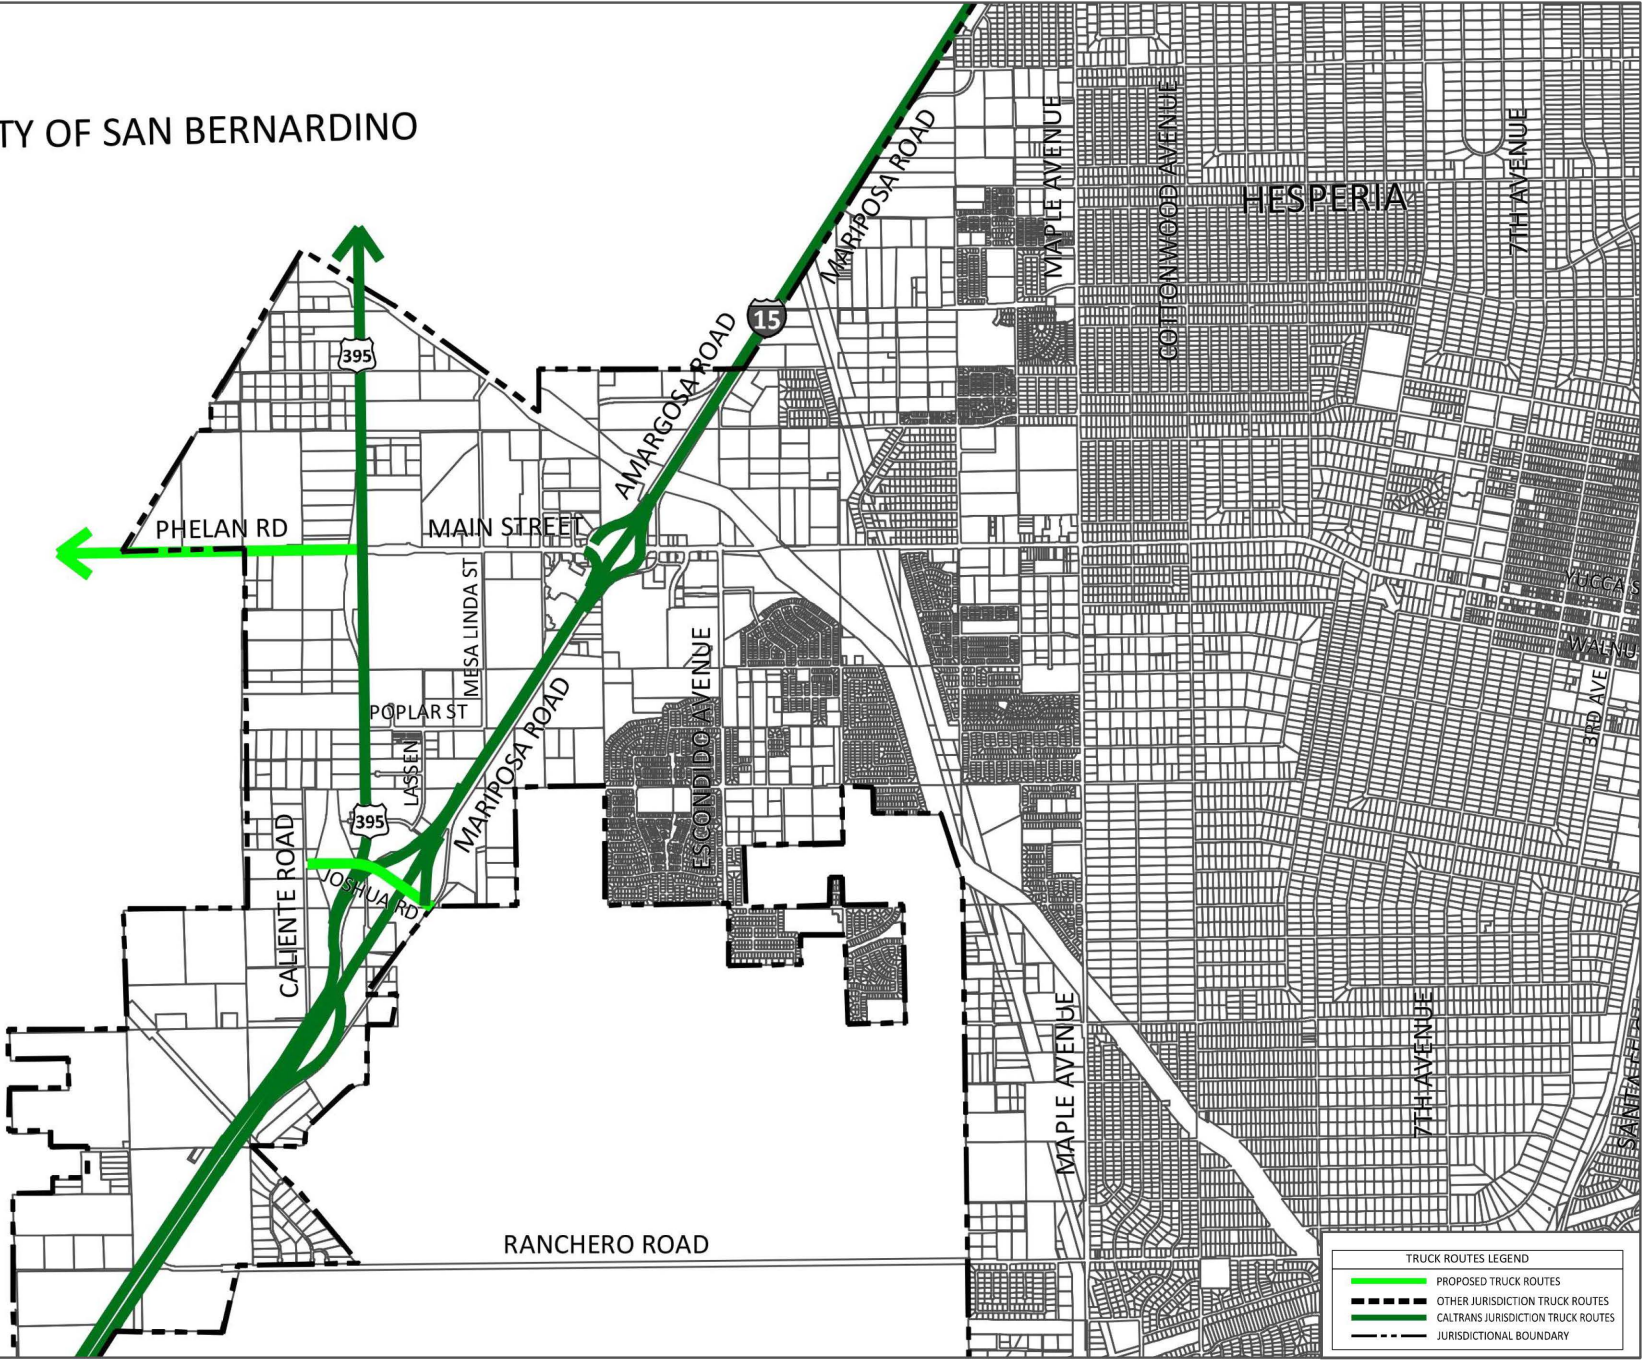 TY OF SAN BERNARDINO
MARIPOSA ROAD
MAPLE AVENUE
COTTONWOOD AVENUE
HESPERIA
7TH AVENUE
15
395
AMARGOSA ROAD
PHELAN RD
MAIN STREET
MESA LINDA ST
YUCCA S
WALNU
3RD AVE
ESCONDIDO AVENUE
POPLAR ST
LASSEN
MARIPOSA ROAD
395
JOSHUA RD
CALIENTE ROAD
MAPLE AVENUE
7TH AVENUE
RANCHERO ROAD
TRUCK ROUTES LEGEND
PROPOSED TRUCK ROUTES
OTHER JURISDICTION TRUCK ROUTES
CALTRANS JURISDICTION TRUCK ROUTES
JURISDICTIONAL BOUNDARY